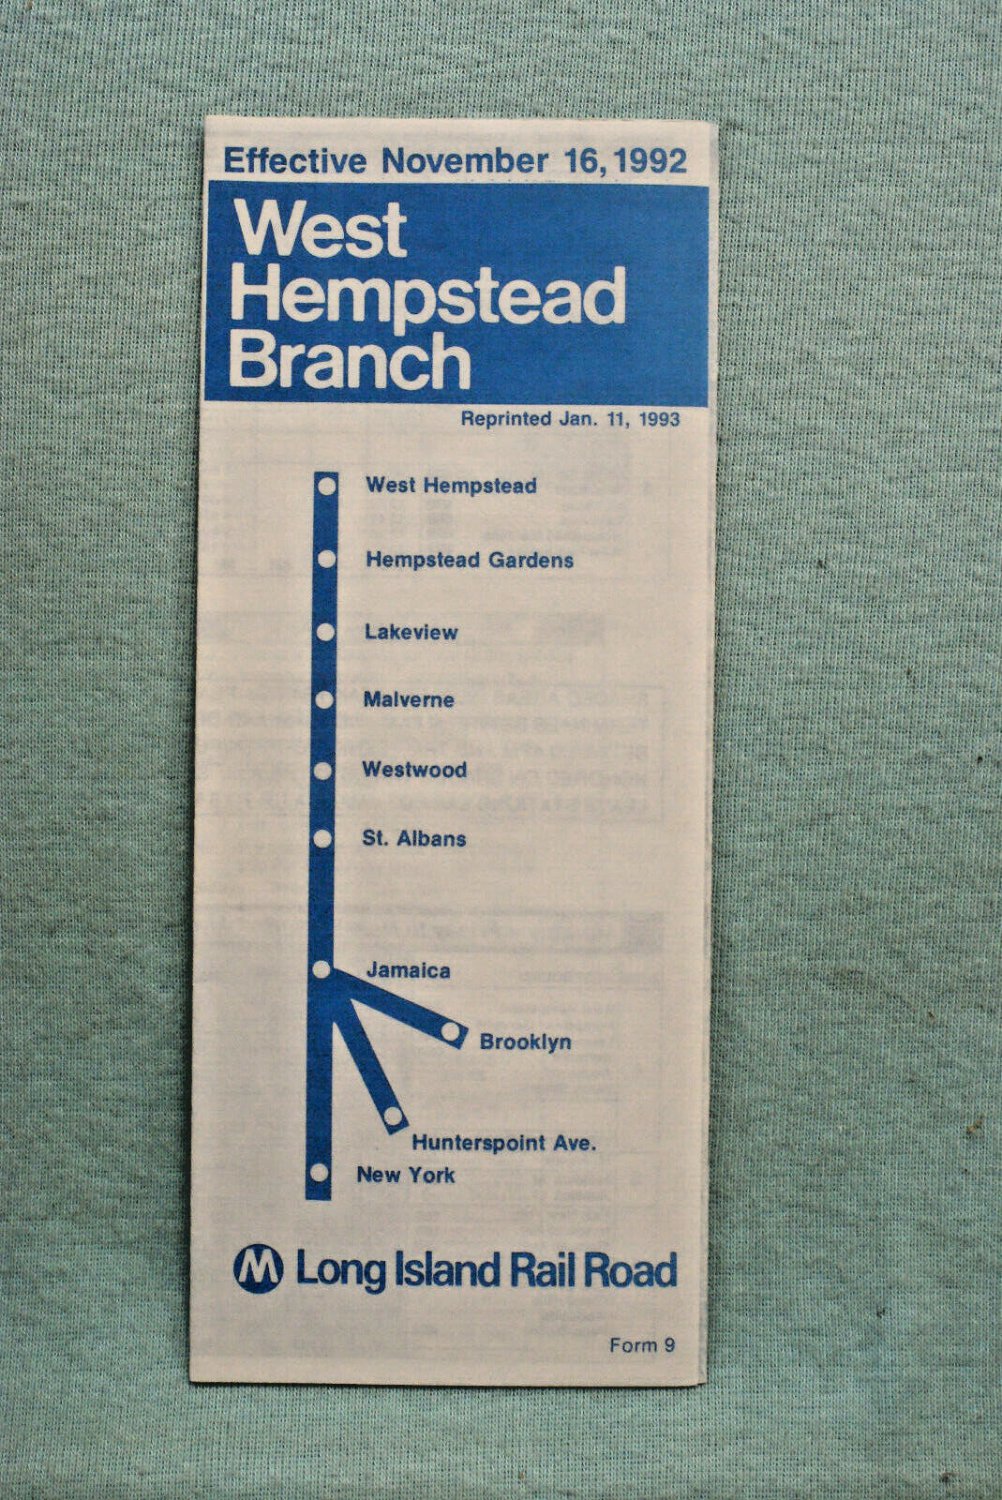 Effective November 16, 1992
West
Hempstead
Branch
Reprinted Jan. 11, 1993
West Hempstead
Hempstead Gardens
Lakeview
Malverne
Westwood
St. Albans
Jamaica
Brooklyn
Hunterspoint Ave.
New York
M Long Island Rail Road
Form 9